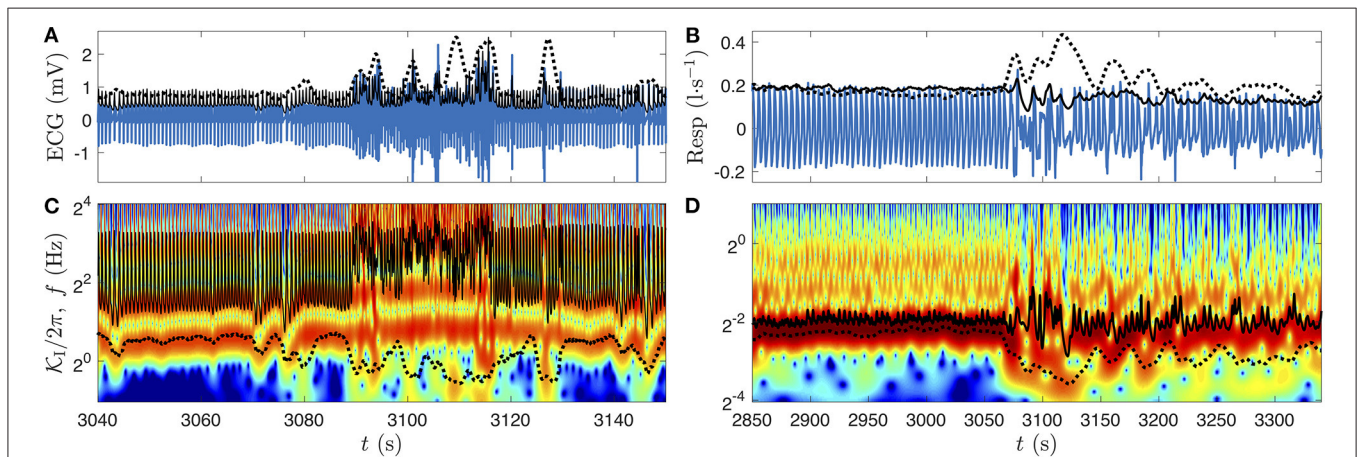 A
ECG (mV)
2
1
0
-1
B
Resp (l·s⁻¹)
0.4
0.2
0
-0.2
C
𝒦_I/2π, f (Hz)
2⁴
2²
2⁰
3040 3060 3080 3100 3120 3140
t (s)
D
2⁰
2⁻²
2⁻⁴
2850 2900 2950 3000 3050 3100 3150 3200 3250 3300
t (s)